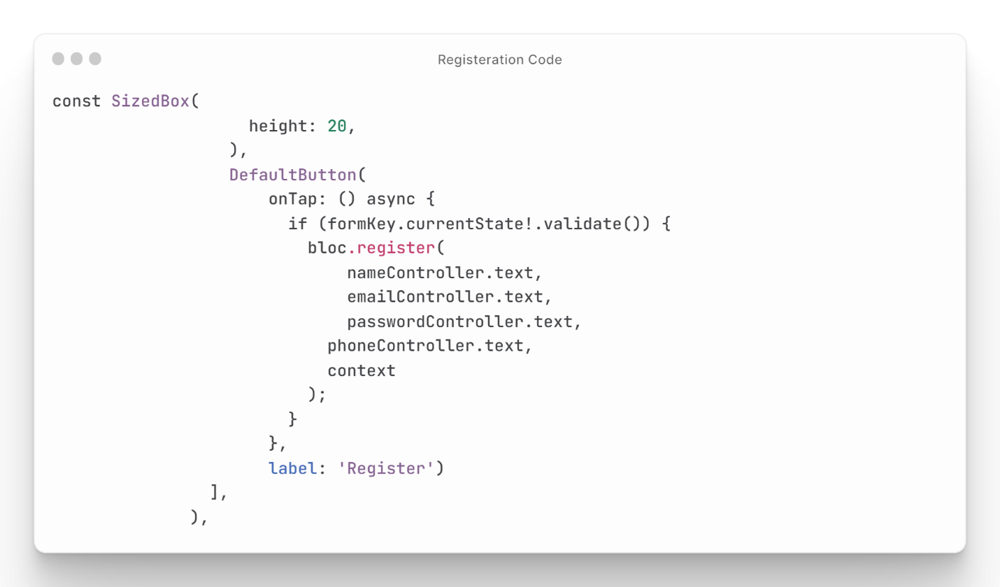 Registeration Code
const SizedBox(
height: 20,
),
DefaultButton(
onTap: () async {
if (formKey.currentState!.validate()) {
bloc.register(
nameController.text,
emailController.text,
passwordController.text,
phoneController.text,
context
);
}
},
label: 'Register')
],
),